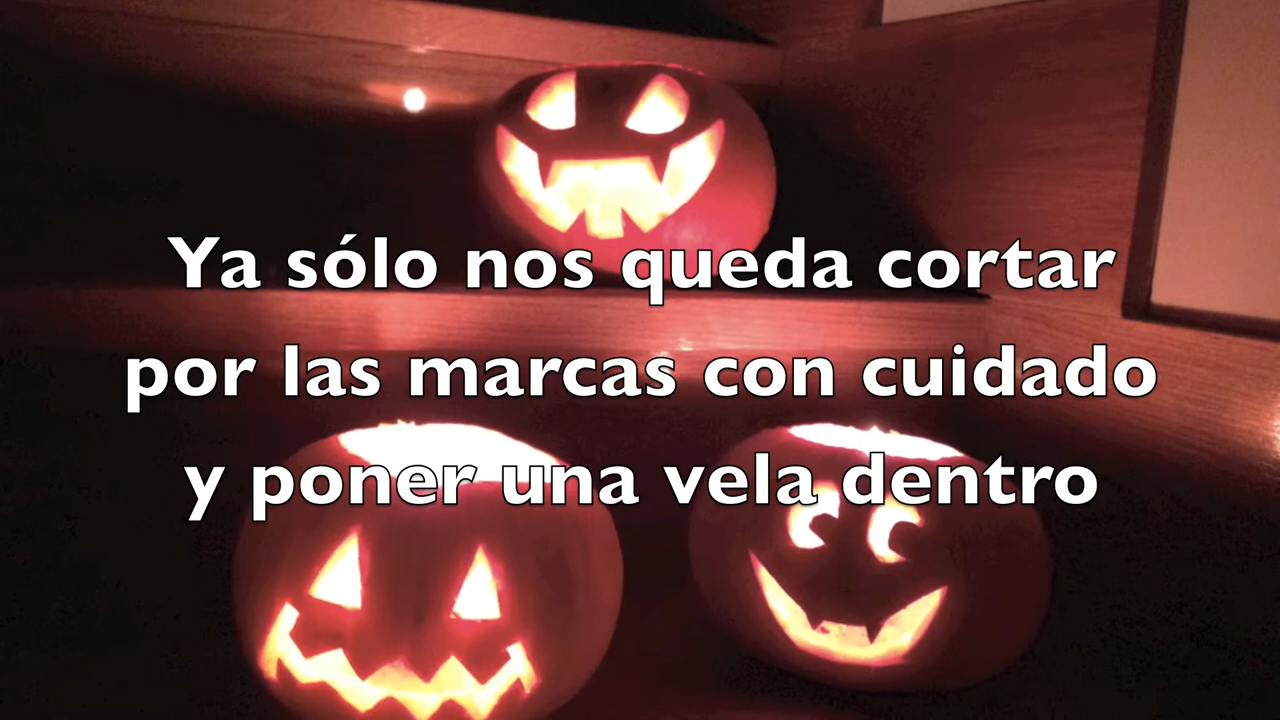 Ya sólo nos queda cortar
por las marcas con cuidado
y poner una vela dentro